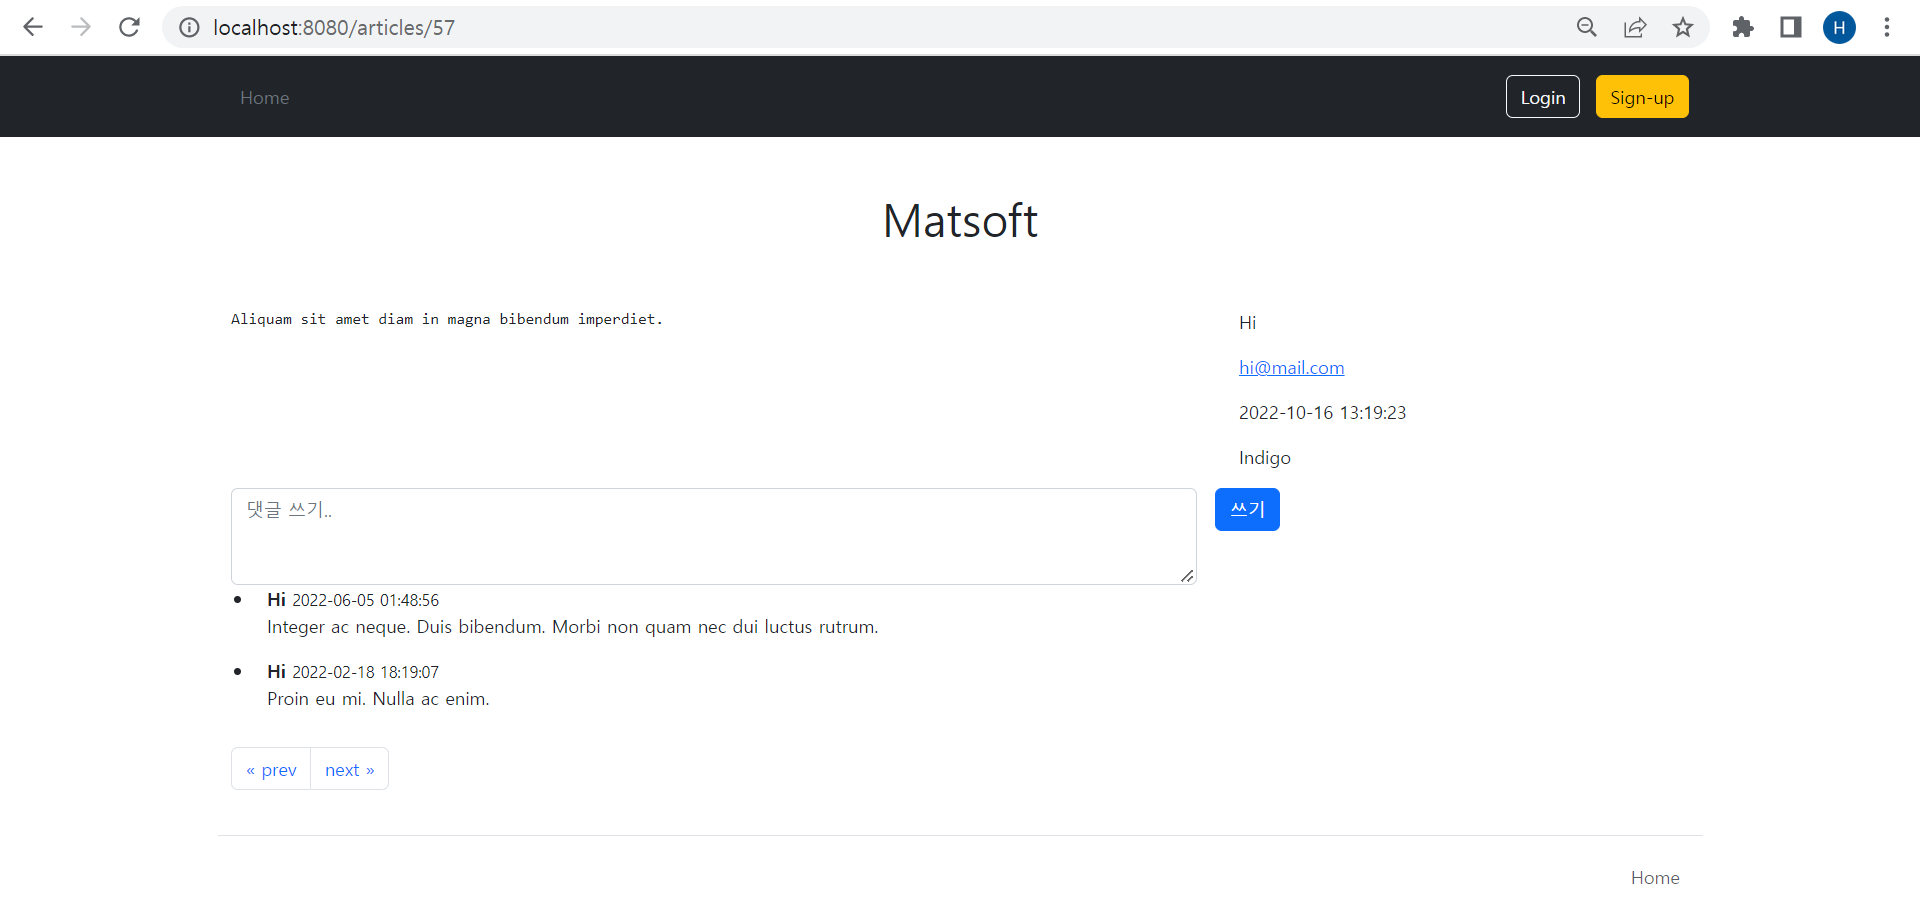 localhost:8080/articles/57
H
Home
Login
Sign-up
Matsoft
Aliquam sit amet diam in magna bibendum imperdiet.
Hi
hi@mail.com
2022-10-16 13:19:23
Indigo
댓글 쓰기..
쓰기
Hi 2022-06-05 01:48:56
Integer ac neque. Duis bibendum. Morbi non quam nec dui luctus rutrum.
Hi 2022-02-18 18:19:07
Proin eu mi. Nulla ac enim.
« prev
next »
Home